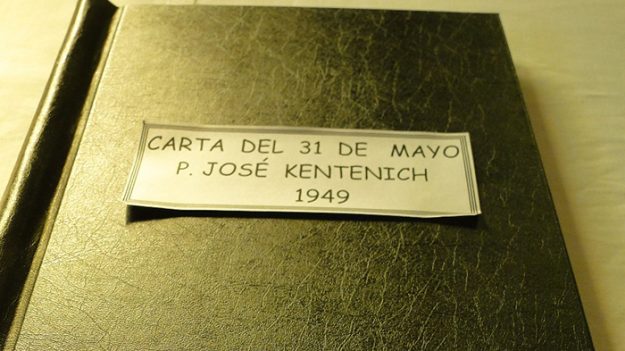 CARTA DEL 31 DE MAYO
P. JOSÉ KENTENICH
1949